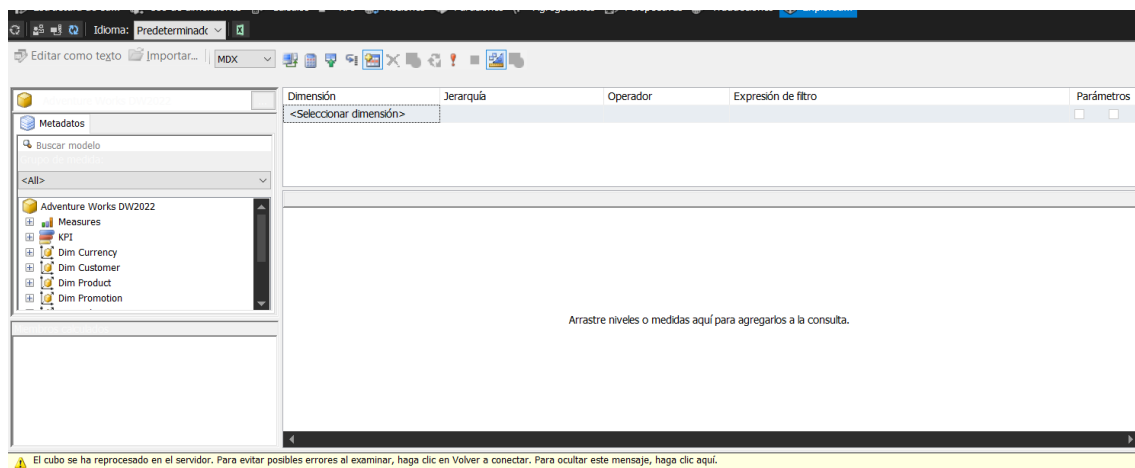 Idioma: Predeterminado
Editar como texto Importar... MDX
Dimensión Jerarquía Operador Expresión de filtro Parámetros
<Seleccionar dimensión>
Metadatos
Buscar modelo
<All>
Adventure Works DW2022
Measures
KPI
Dim Currency
Dim Customer
Dim Product
Dim Promotion
Arrastre niveles o medidas aquí para agregarlos a la consulta.
El cubo se ha reprocesado en el servidor. Para evitar posibles errores al examinar, haga clic en Volver a conectar. Para ocultar este mensaje, haga clic aquí.